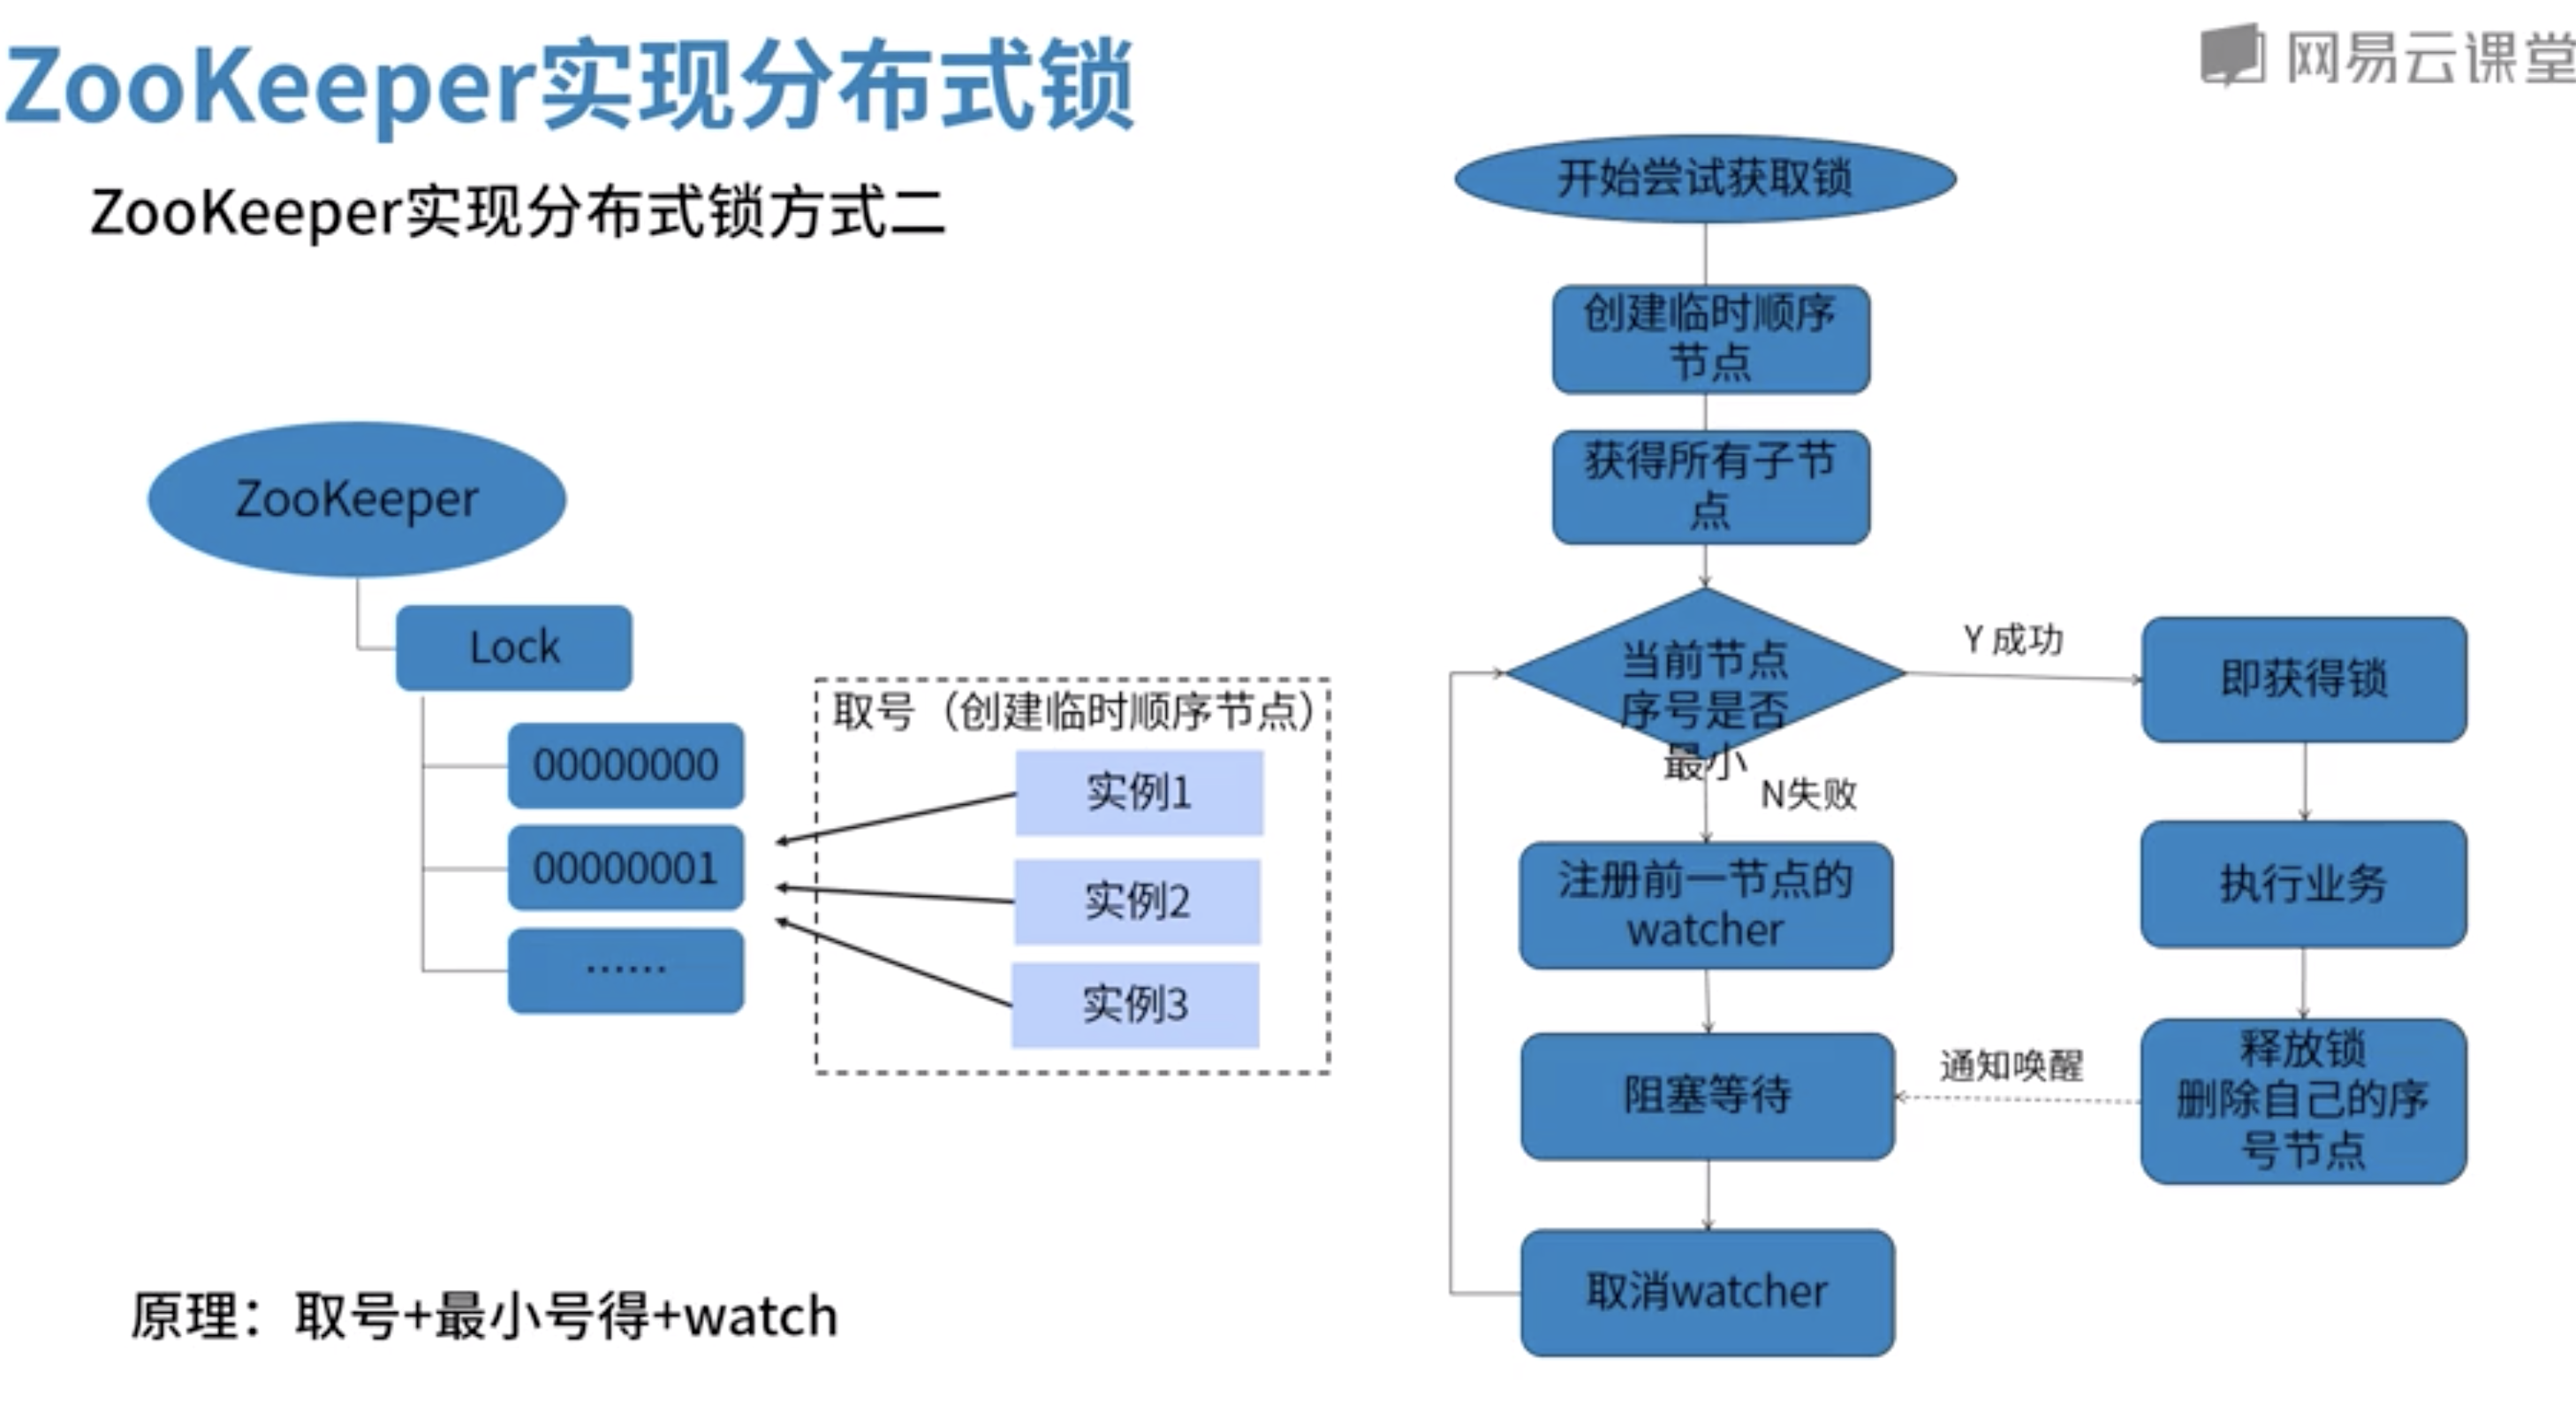 ZooKeeper实现分布式锁
网易云课堂
ZooKeeper实现分布式锁方式二
ZooKeeper
Lock
00000000
00000001
······
取号（创建临时顺序节点）
实例1
实例2
实例3
原理：取号+最小号得+watch
开始尝试获取锁
创建临时顺序
节点
获得所有子节
点
当前节点
序号是否
最小
Y 成功
N失败
即获得锁
执行业务
释放锁
删除自己的序
号节点
注册前一节点的
watcher
阻塞等待
通知唤醒
取消watcher